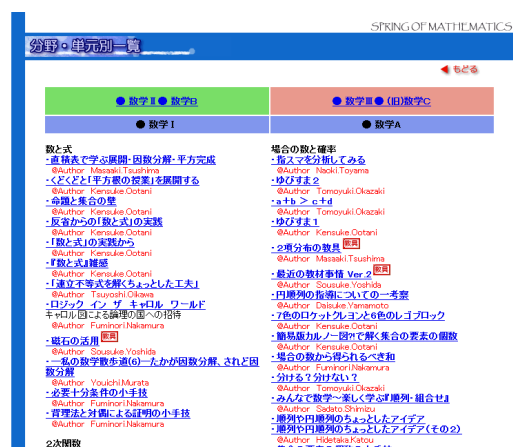 SPRING OF MATHEMATICS
分野・単元別一覧
もどる
● 数学Ⅱ ● 数学B
● 数学Ⅲ ● (旧)数学C
● 数学Ⅰ
● 数学A
数と式
・直積表で学ぶ展開・因数分解・平方完成
@Author Masaaki.Tsushima
・くどくどと「平方根の授業」を展開する
@Author Kensuke.Ootani
・命題と集合の壁
@Author Kensuke.Ootani
・反省からの「数と式」の実践
@Author Kensuke.Ootani
・「数と式」の実践から
@Author Kensuke.Ootani
・『数と式』雑感
@Author Kensuke.Ootani
・「連立不等式を解くちょっとした工夫」
@Author Tsuyoshi.Oikawa
・ロジック イン ザ キャロル ワールド
キャロル図による論理の国への招待
@Author Fuminori.Nakamura
・磁石の活用 教具
@Author Sousuke.Yoshida
・一私の数学散歩道(6)―たかが因数分解、されど因
数分解
@Author Youichi.Murata
・必要十分条件の小手技
@Author Fuminori.Nakamura
・背理法と対偶による証明の小手技
@Author Fuminori.Nakamura
2次関数
場合の数と確率
・指スマを分析してみる
@Author Naoki.Toyama
・ゆびすま2
@Author Tomoyuki.Okazaki
・a+b > c+d
@Author Tomoyuki.Okazaki
・ゆびすま1
@Author Kensuke.Ootani
・2項分布の教具 教具
@Author Masaaki.Tsushima
・最近の教材事情 Ver.2 教具
@Author Sousuke.Yoshida
・円順列の指導についての一考察
@Author Daisuke.Yamamoto
・7色のロケットクレヨンと6色のレゴブロック
@Author Kensuke.Ootani
・簡易版カルノー図?!で解く集合の要素の個数
@Author Kensuke.Ootani
・場合の数から得られるべき和
@Author Fuminori.Nakamura
・分ける?分けない?
@Author Tomoyuki.Okazaki
・みんなで数学~楽しく学ぶ『順列・組合せ』
@Author Sadato.Shimizu
・順列や円順列のちょっとしたアイデア
・順列や円順列のちょっとしたアイデア(その2)
@Author Hidetaka.Katou